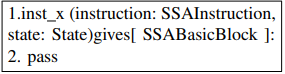 1.inst_x (instruction: SSAInstruction,
state: State)gives[ SSABasicBlock ]:
2. pass